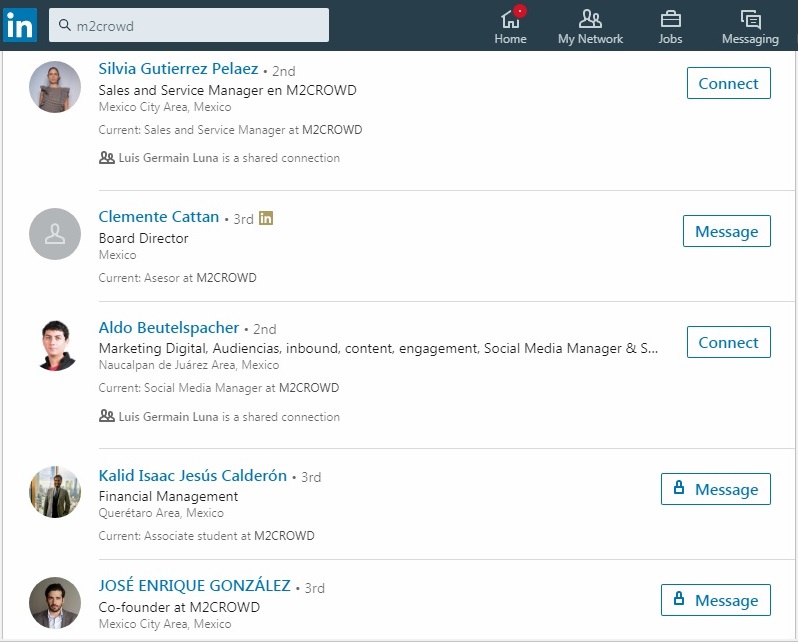 in m2crowd
Home My Network Jobs Messaging
Silvia Gutierrez Pelaez • 2nd
Sales and Service Manager en M2CROWD
Mexico City Area, Mexico
Current: Sales and Service Manager at M2CROWD
Luis Germain Luna is a shared connection
Connect
Clemente Cattan • 3rd in
Board Director
Mexico
Current: Asesor at M2CROWD
Message
Aldo Beutelspacher • 2nd
Marketing Digital, Audiencias, inbound, content, engagement, Social Media Manager & S...
Naucalpan de Juárez Area, Mexico
Current: Social Media Manager at M2CROWD
Luis Germain Luna is a shared connection
Connect
Kalid Isaac Jesús Calderón • 3rd
Financial Management
Querétaro Area, Mexico
Current: Associate student at M2CROWD
Message
JOSÉ ENRIQUE GONZÁLEZ • 3rd
Co-founder at M2CROWD
Mexico City Area, Mexico
Message